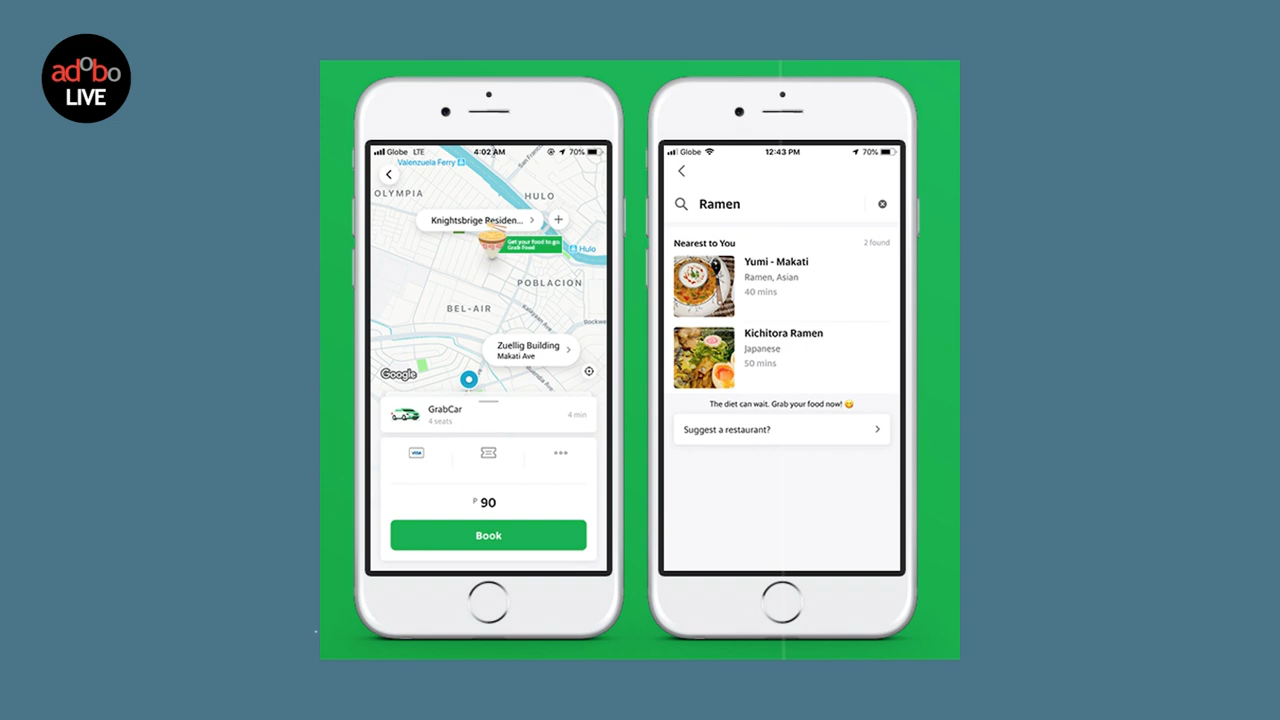 adobo
LIVE
Globe LTE
4:02 AM
70%
Valenzuela Ferry
OLYMPIA
HULO
Knightsbrige Residen...
Get your food to go.
Grab Food
Hulo
POBLACION
BEL-AIR
Kalayaan Ave
Zuellig Building
Makati Ave
Google
GrabCar
4 seats
4 min
VISA
P 90
Book
Globe
12:43 PM
70%
Ramen
Nearest to You
2 found
Yumi - Makati
Ramen, Asian
40 mins
Kichitora Ramen
Japanese
50 mins
The diet can wait. Grab your food now! 😋
Suggest a restaurant?